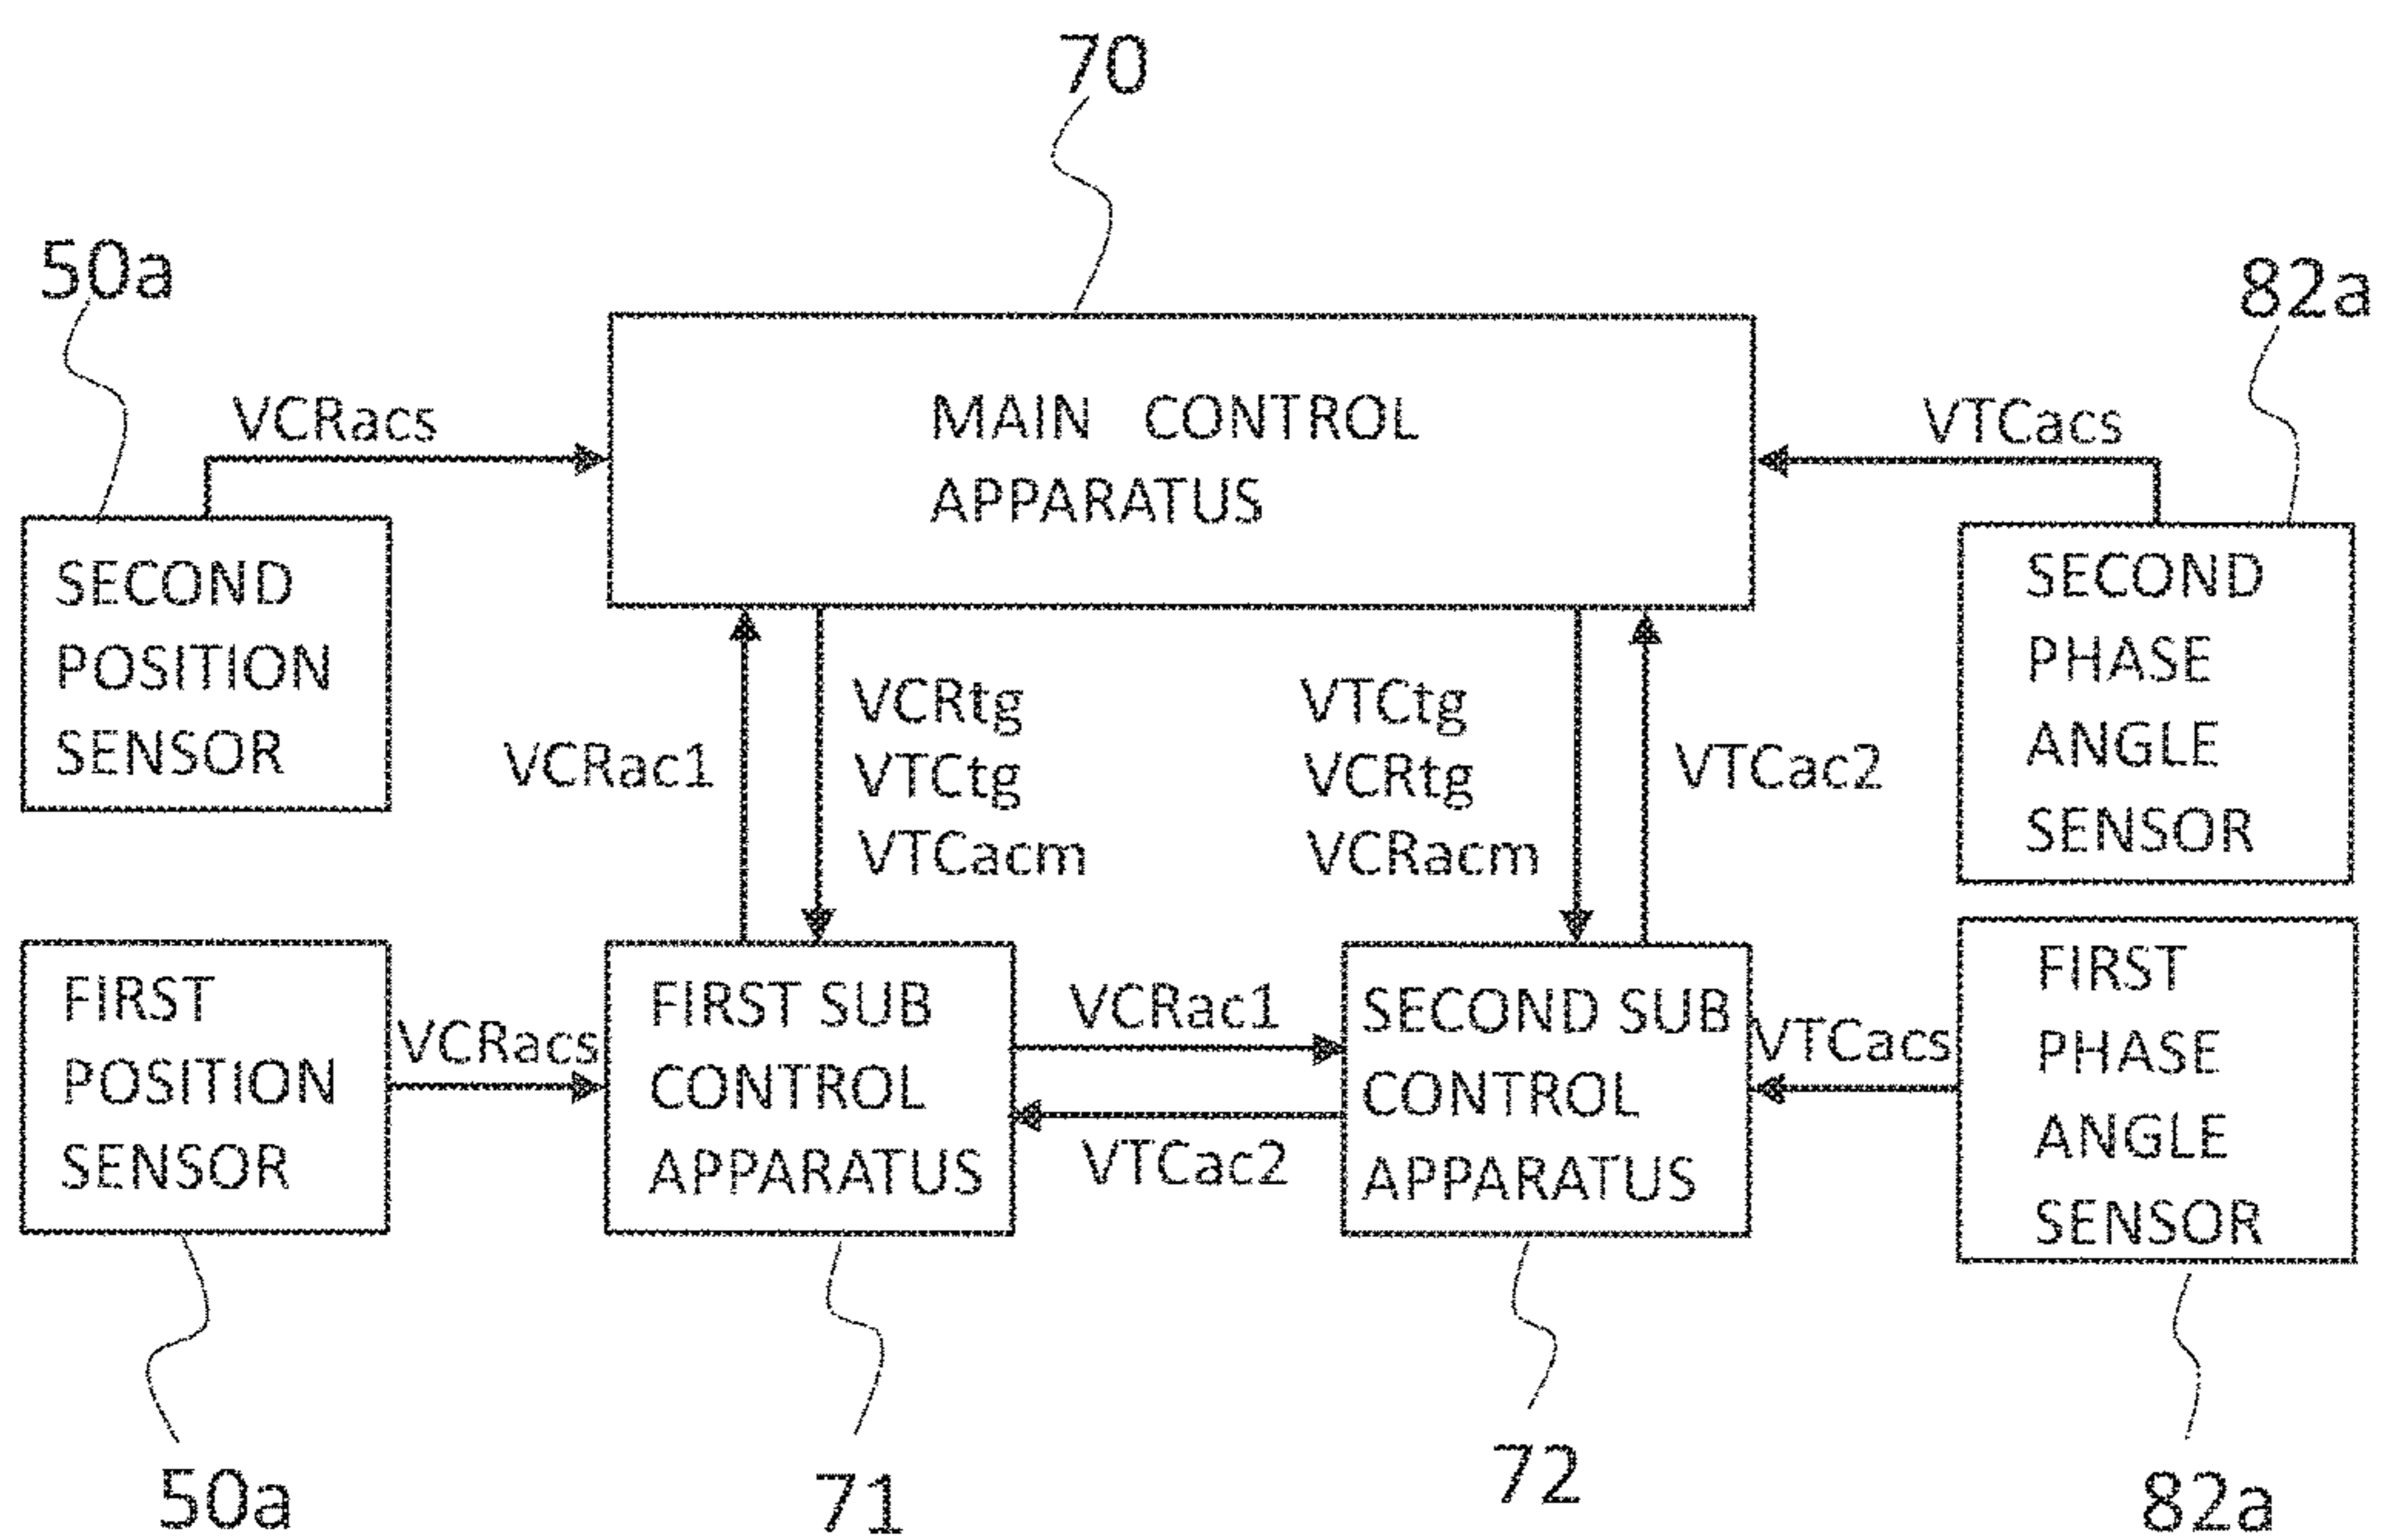 70
50a
82a
VCRacs
MAIN CONTROL
APPARATUS
VTCacs
SECOND
POSITION
SENSOR
SECOND
PHASE
ANGLE
SENSOR
VCRac1
VCRtg
VTCtg
VTCacm
VTCtg
VCRtg
VCRacm
VTCac2
FIRST
POSITION
SENSOR
VCRacs
FIRST SUB
CONTROL
APPARATUS
VCRac1
VTCac2
SECOND SUB
CONTROL
APPARATUS
VTCacs
FIRST
PHASE
ANGLE
SENSOR
50a
71
72
82a